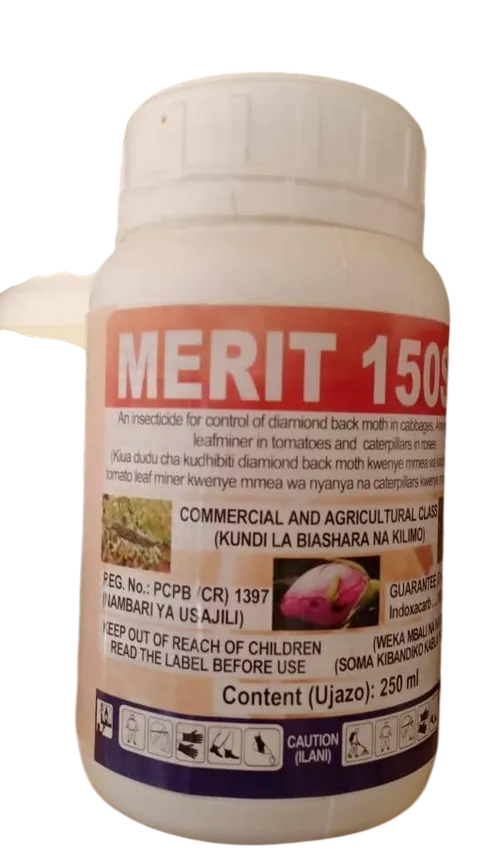 MERIT 150S
An insecticide for control of diamiond back moth in cabbages.
leafminer in tomatoes and caterpillars in roses
(Kiua dudu cha kudhibiti diamiond back moth kwenye mmea wa
tomato leaf miner kwenye mmea wa nyanya na caterpillars kwenye
COMMERCIAL AND AGRICULTURAL CLASS
(KUNDI LA BIASHARA NA KILIMO)
REG. No.: PCPB (CR) 1397
(NAMBARI YA USAJILI)
GUARANTEE
Indoxacarb
KEEP OUT OF REACH OF CHILDREN
READ THE LABEL BEFORE USE
(WEKA MBALI NA
(SOMA KIBANDIKO
Content (Ujazo): 250 ml
CAUTION
(ILANI)